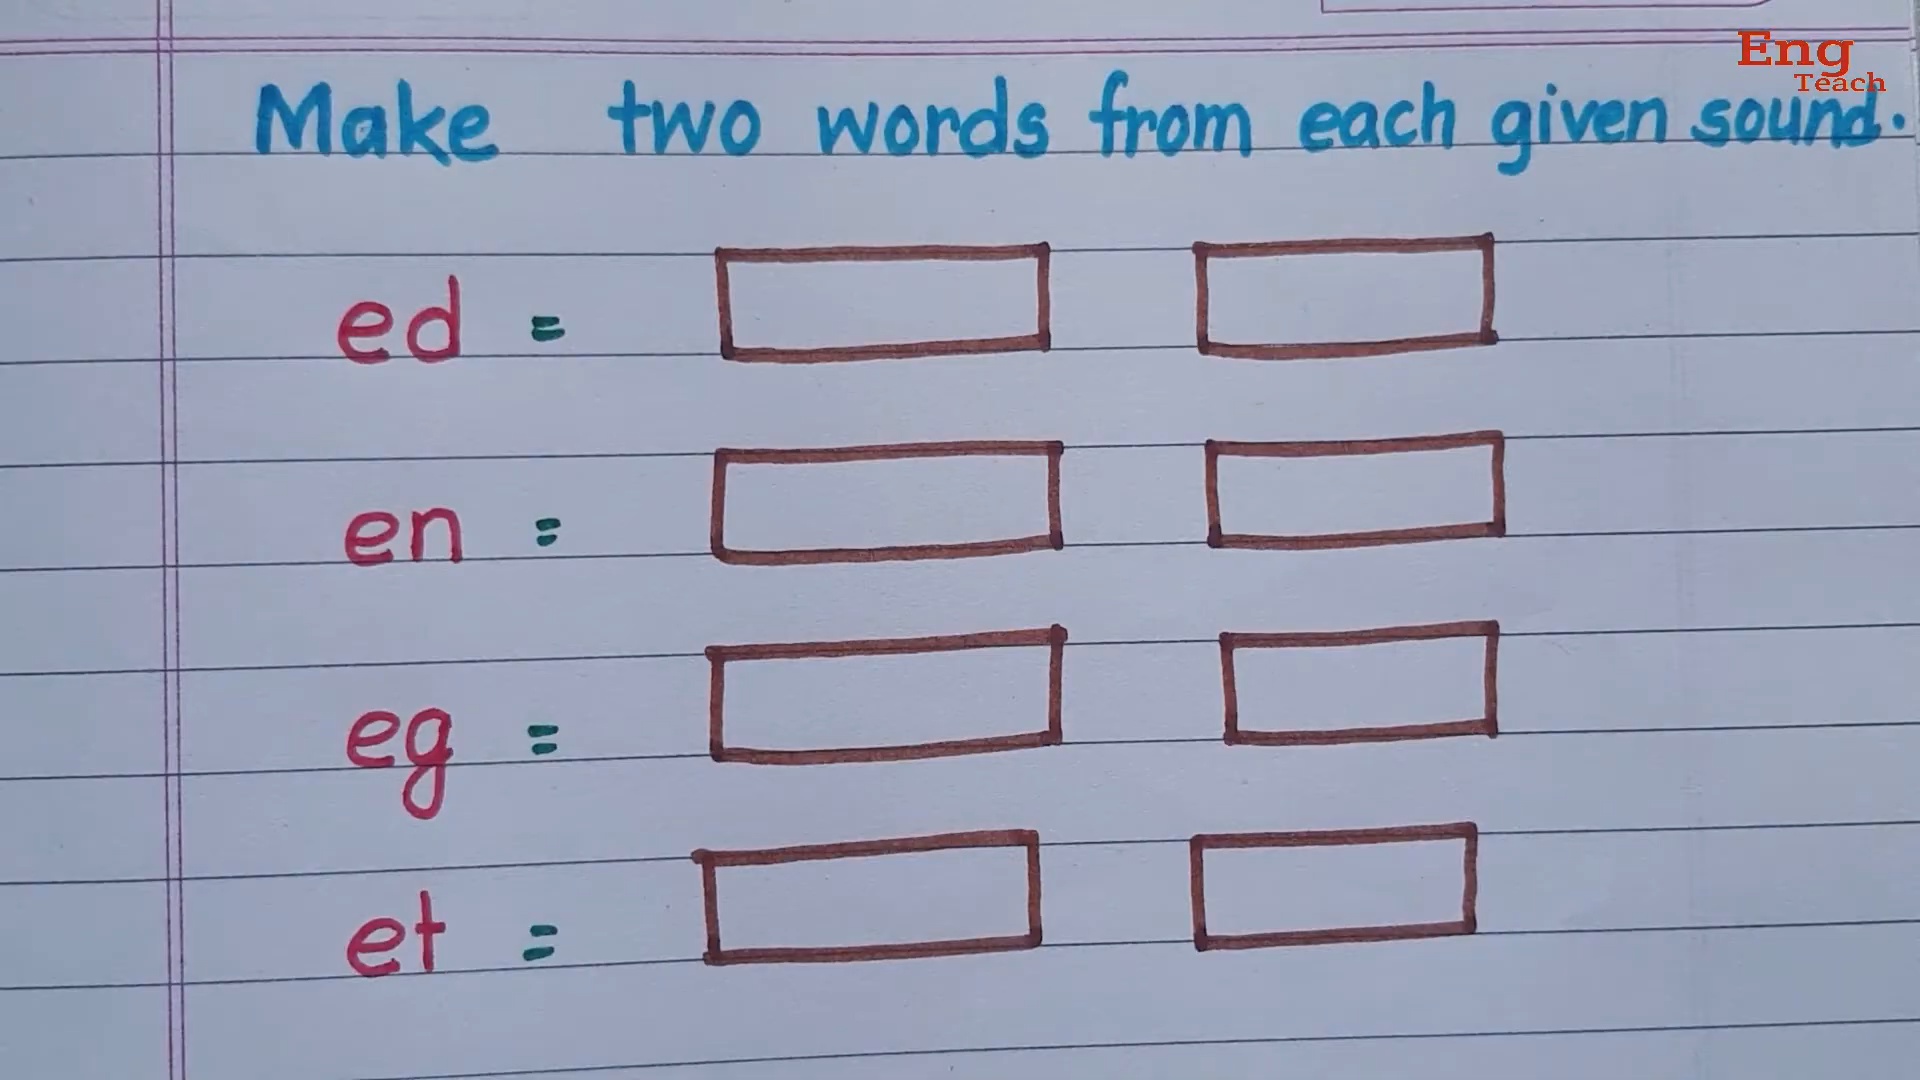 Eng
Teach
Make two words from each given sound.
ed =
en =
eg =
et =